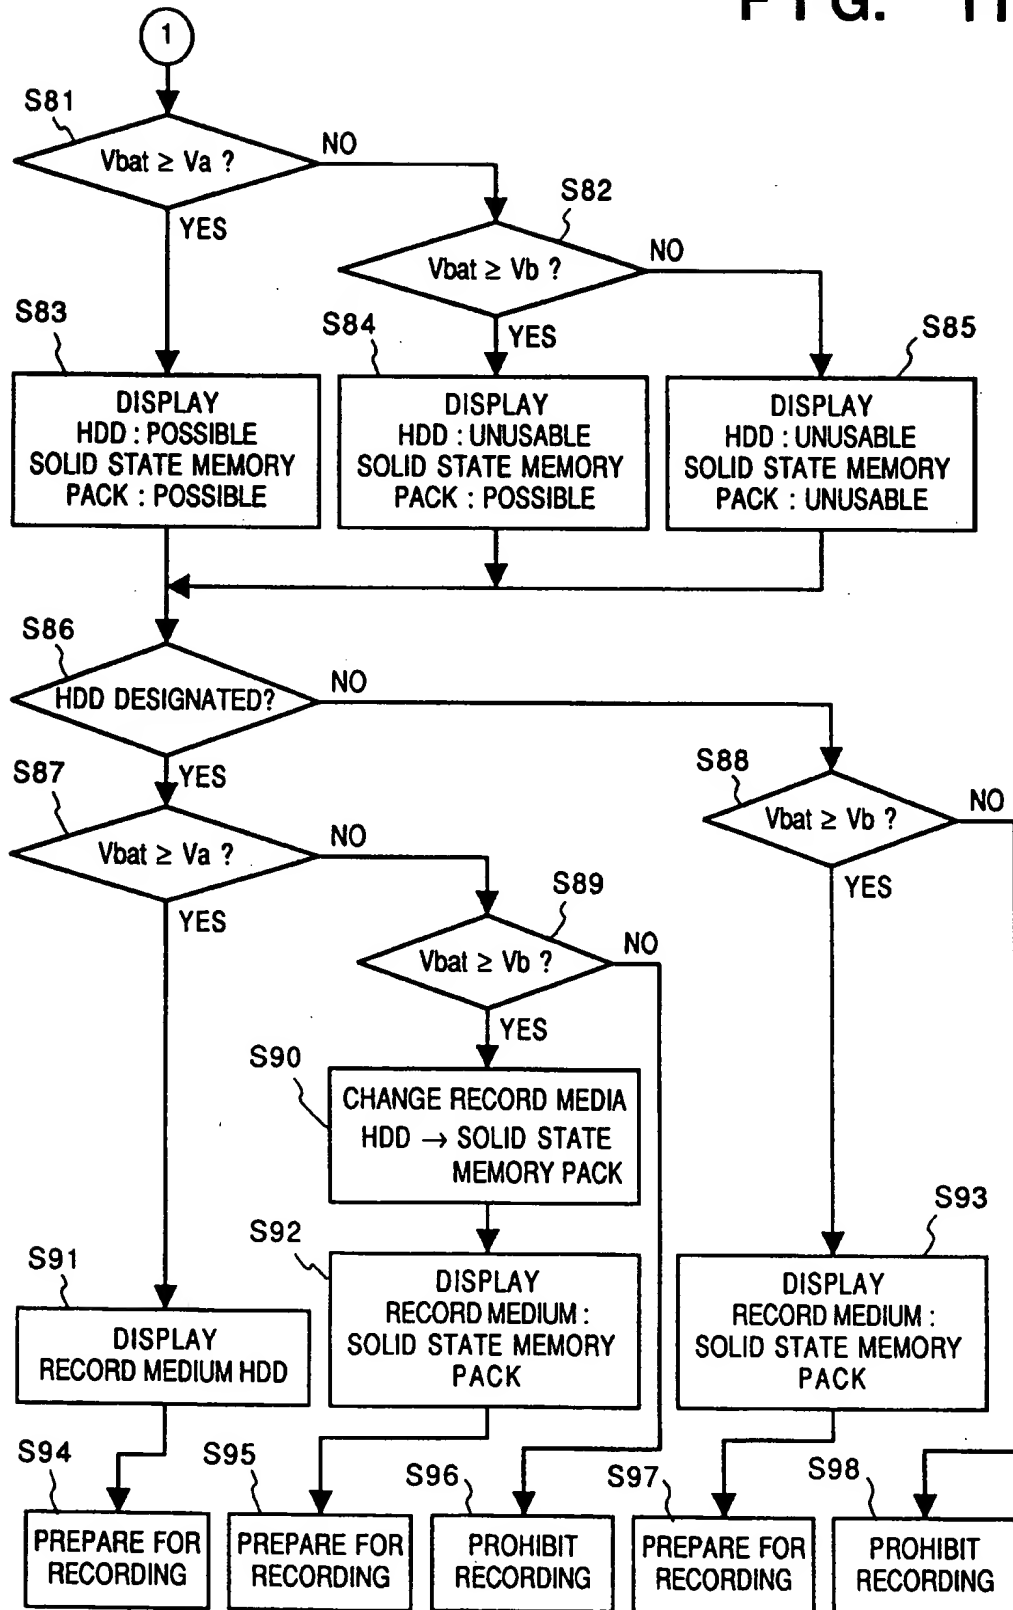 FIG. 11
1
S81
Vbat ≥ Va ?
NO
YES
S82
Vbat ≥ Vb ?
NO
YES
S83
DISPLAY
HDD : POSSIBLE
SOLID STATE MEMORY
PACK : POSSIBLE
S84
DISPLAY
HDD : UNUSABLE
SOLID STATE MEMORY
PACK : POSSIBLE
S85
DISPLAY
HDD : UNUSABLE
SOLID STATE MEMORY
PACK : UNUSABLE
S86
HDD DESIGNATED?
NO
YES
S87
Vbat ≥ Va ?
NO
YES
S88
Vbat ≥ Vb ?
NO
YES
S89
Vbat ≥ Vb ?
NO
YES
S90
CHANGE RECORD MEDIA
HDD → SOLID STATE
MEMORY PACK
S91
DISPLAY
RECORD MEDIUM HDD
S92
DISPLAY
RECORD MEDIUM :
SOLID STATE MEMORY
PACK
S93
DISPLAY
RECORD MEDIUM :
SOLID STATE MEMORY
PACK
S94
PREPARE FOR
RECORDING
S95
PREPARE FOR
RECORDING
S96
PROHIBIT
RECORDING
S97
PREPARE FOR
RECORDING
S98
PROHIBIT
RECORDING